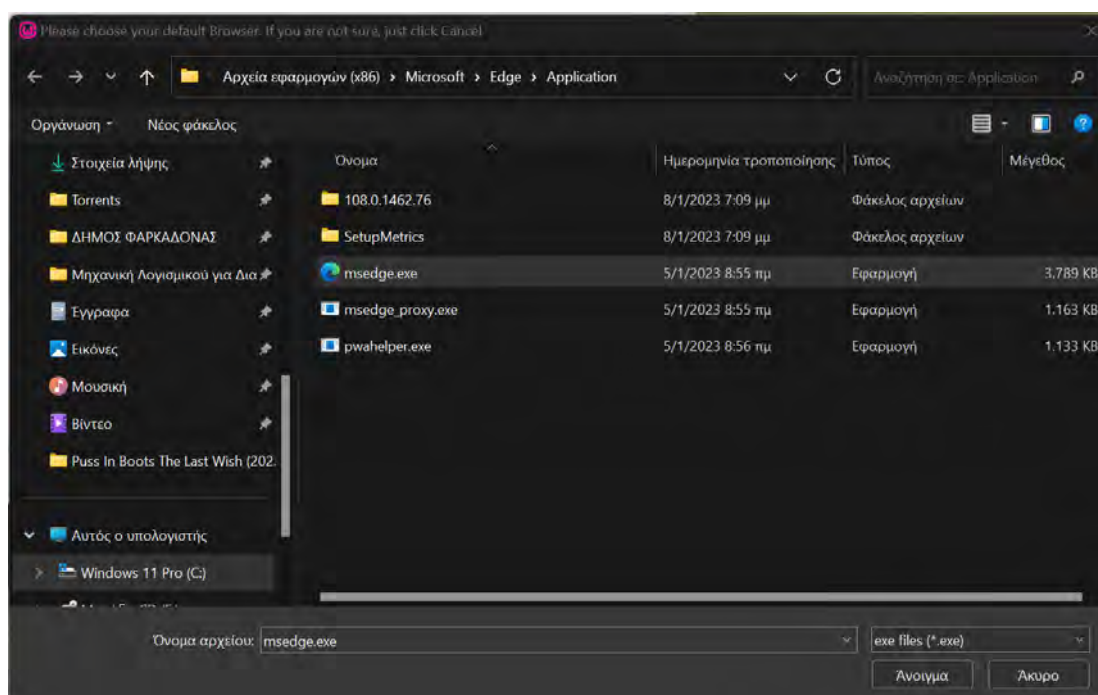 Please choose your default Browser. If you are not sure, just click Cancel
Αρχεία εφαρμογών (x86) › Microsoft › Edge › Application
Αναζήτηση σε: Application
Οργάνωση
Νέος φάκελος
Όνομα Ημερομηνία τροποποίησης Τύπος Μέγεθος
Στοιχεία λήψης
Torrents
ΔΗΜΟΣ ΦΑΡΚΑΔΟΝΑΣ
Μηχανική Λογισμικού για Δια
Έγγραφα
Εικόνες
Μουσική
Βίντεο
Puss In Boots The Last Wish (202.
Αυτός ο υπολογιστής
Windows 11 Pro (C:)
108.0.1462.76 8/1/2023 7:09 μμ Φάκελος αρχείων
SetupMetrics 8/1/2023 7:09 μμ Φάκελος αρχείων
msedge.exe 5/1/2023 8:55 πμ Εφαρμογή 3.789 KB
msedge_proxy.exe 5/1/2023 8:55 πμ Εφαρμογή 1.163 KB
pwahelper.exe 5/1/2023 8:56 πμ Εφαρμογή 1.133 KB
Όνομα αρχείου: msedge.exe
exe files (*.exe)
Άνοιγμα
Άκυρο